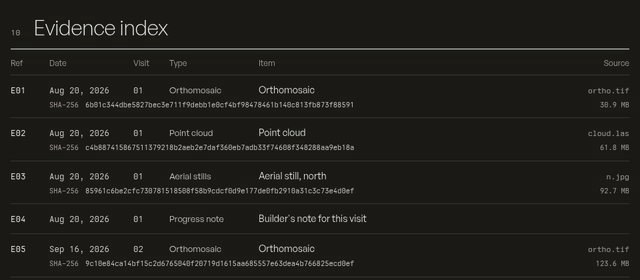 10 Evidence index
Ref Date Visit Type Item Source
E01 Aug 20, 2026 01 Orthomosaic Orthomosaic ortho.tif
SHA-256 6b01c344dbe5027bec3e711f9debb1e0cf4bf98478461b140c813fb873f88591 30.9 MB
E02 Aug 20, 2026 01 Point cloud Point cloud cloud.las
SHA-256 c4b887415867511379218b2aeb2e7daf360eb7adb33f74608f348288aa9eb18a 61.8 MB
E03 Aug 20, 2026 01 Aerial stills Aerial still, north n.jpg
SHA-256 85961c6be2cfc730781518508f58b9cdcf0d9e177de0fb2910a31c3c73e4d0ef 92.7 MB
E04 Aug 20, 2026 01 Progress note Builder's note for this visit
E05 Sep 16, 2026 02 Orthomosaic Orthomosaic ortho.tif
SHA-256 9c10e84ca14bf15c2d6765040f20719d1615aa685557e63dea4b766825ecd0ef 123.6 MB